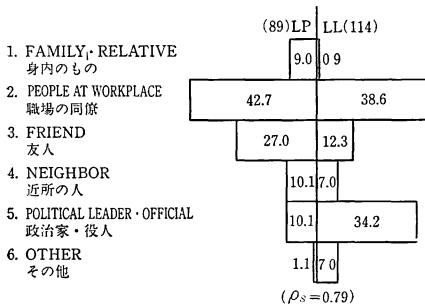 (89)LP LL(114)
1. FAMILY・RELATIVE 9.0 0 9
身内のもの
2. PEOPLE AT WORKPLACE 42.7 38.6
職場の同僚
3. FRIEND 27.0 12.3
友人
4. NEIGHBOR 10.1 7.0
近所の人
5. POLITICAL LEADER・OFFICIAL 10.1 34.2
政治家・役人
6. OTHER 1.1 7 0
その他
(ρs=0.79)